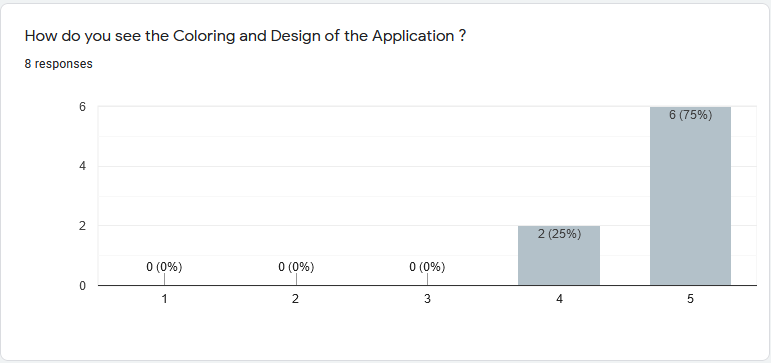 How do you see the Coloring and Design of the Application ?
8 responses
6
6 (75%)
4
2
2 (25%)
0 (0%) 0 (0%) 0 (0%)
0
1 2 3 4 5